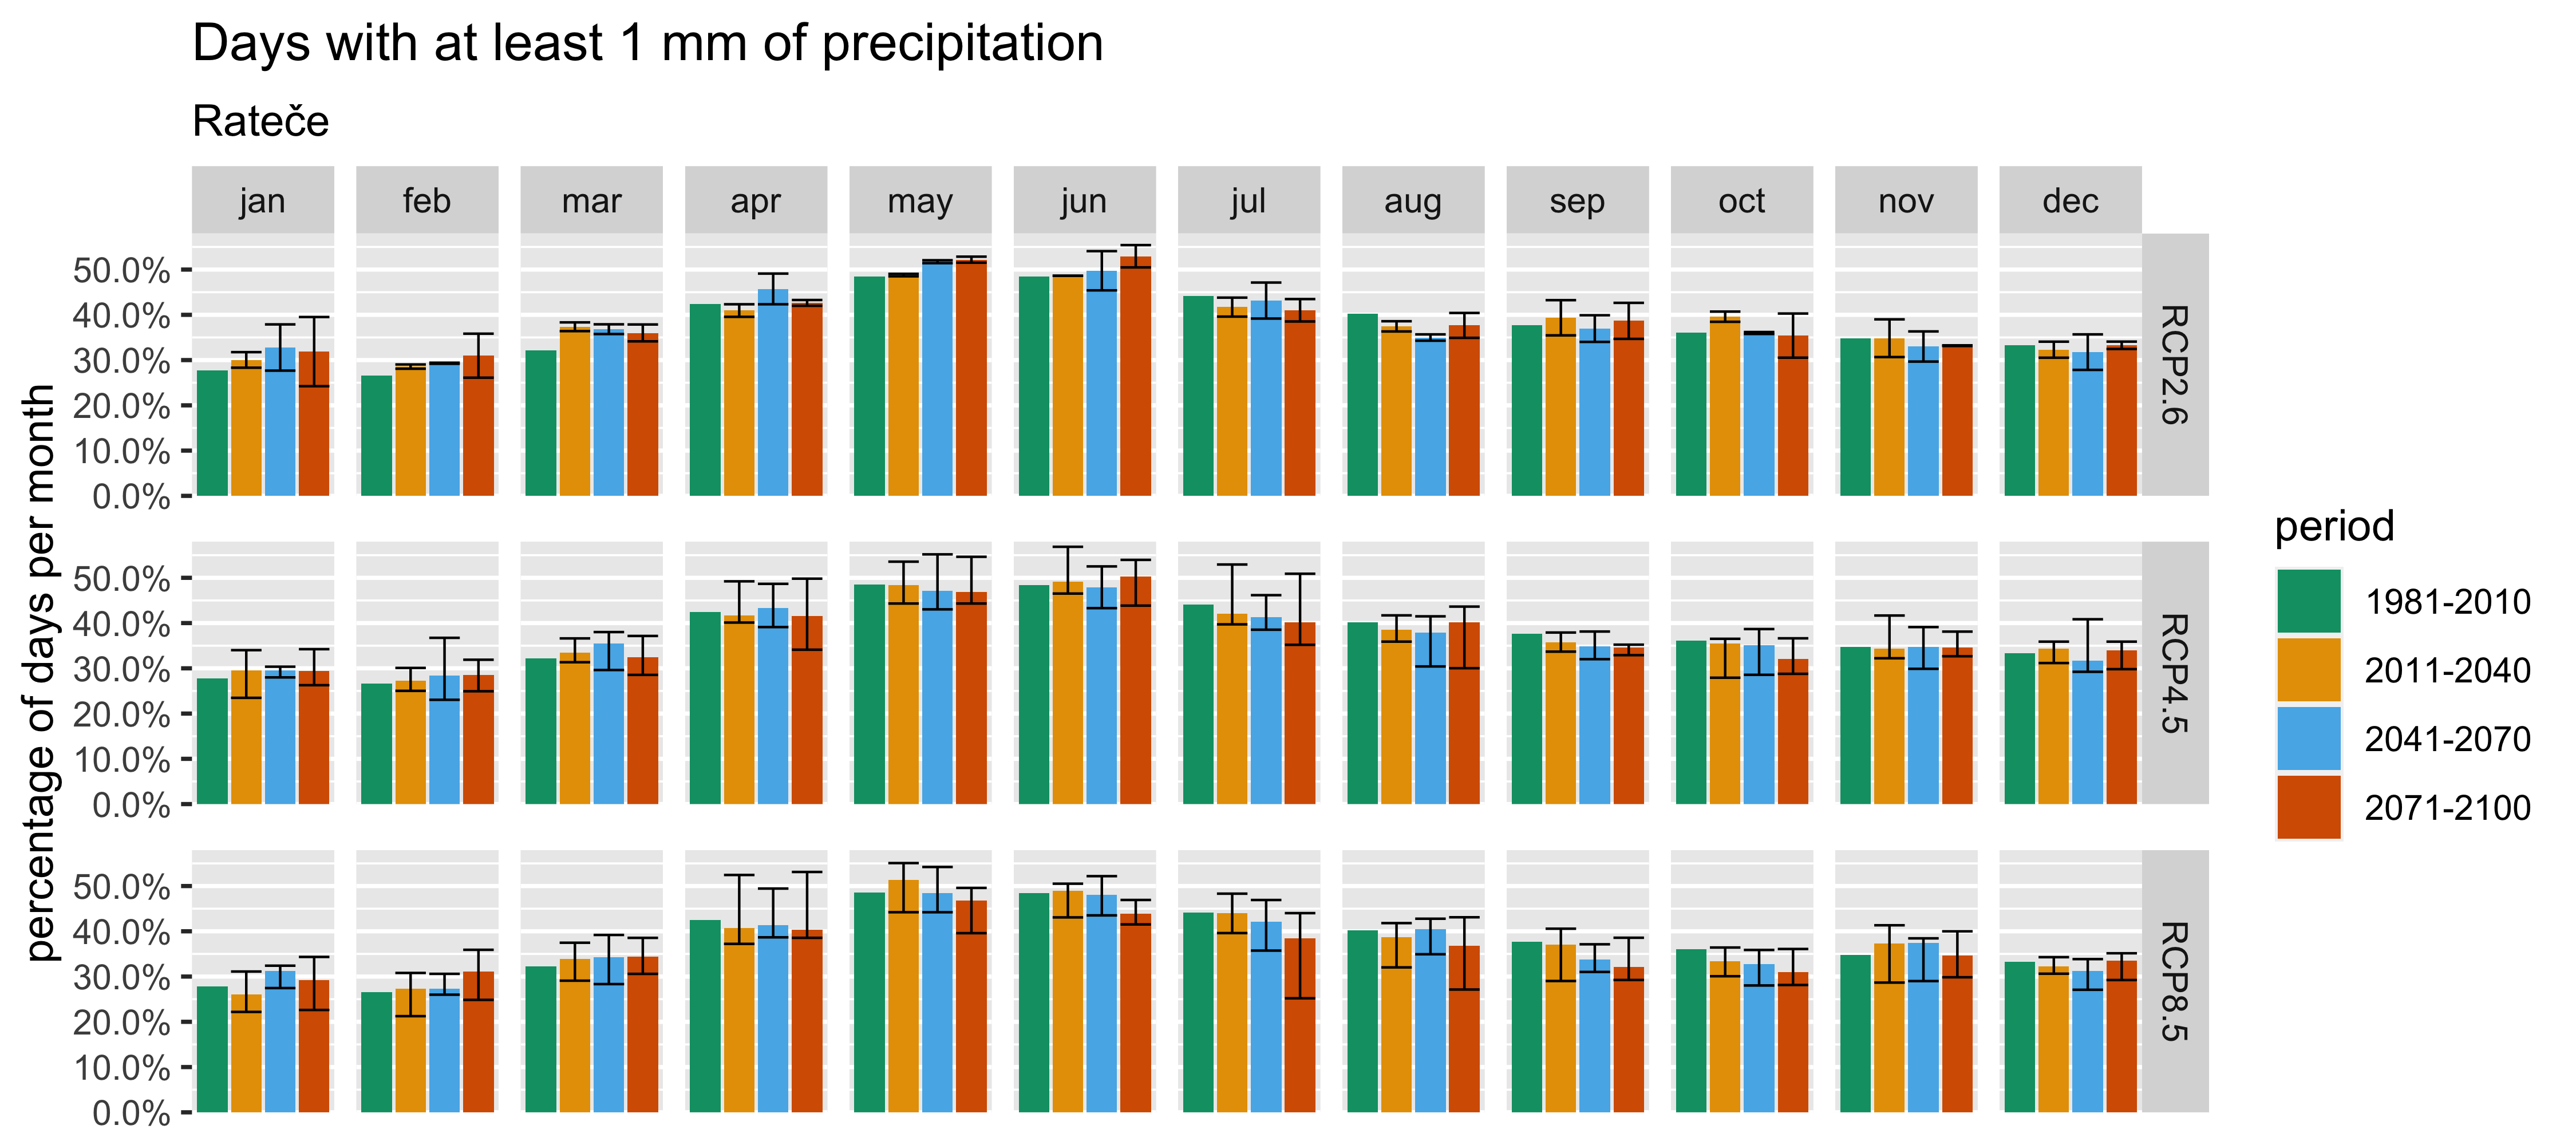 Days with at least 1 mm of precipitation
Rateče
jan feb mar apr may jun jul aug sep oct nov dec
percentage of days per month
50.0%
40.0%
30.0%
20.0%
10.0%
0.0%
RCP2.6
50.0%
40.0%
30.0%
20.0%
10.0%
0.0%
RCP4.5
50.0%
40.0%
30.0%
20.0%
10.0%
0.0%
RCP8.5
period
1981-2010
2011-2040
2041-2070
2071-2100